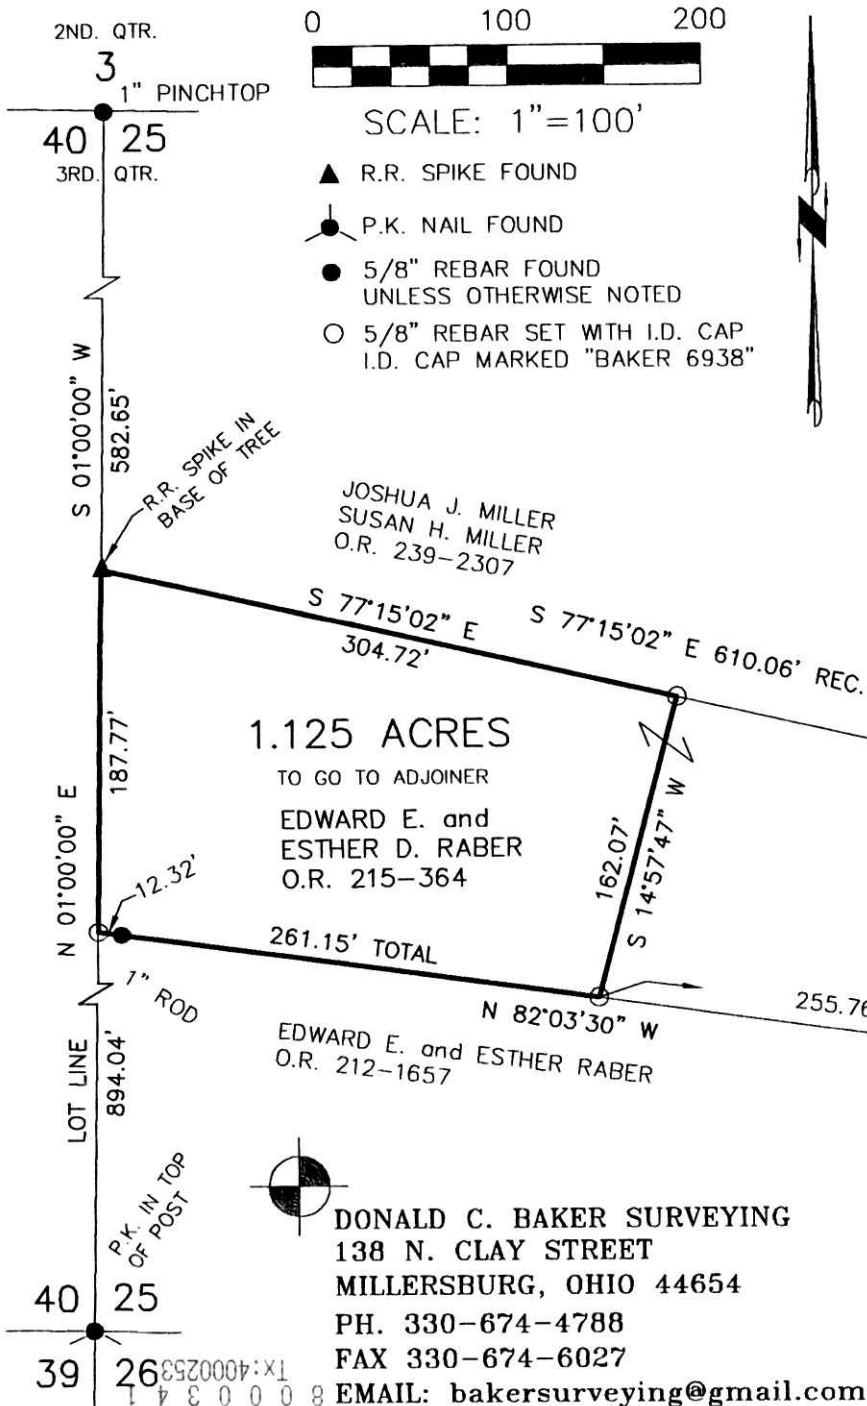 2ND. QTR.
3
1" PINCHTOP
40 25
3RD. QTR.
0 100 200
SCALE: 1"=100'
R.R. SPIKE FOUND
P.K. NAIL FOUND
5/8" REBAR FOUND
UNLESS OTHERWISE NOTED
5/8" REBAR SET WITH I.D. CAP
I.D. CAP MARKED "BAKER 6938"
S 01°00'00" W
582.65'
R.R. SPIKE IN
BASE OF TREE
JOSHUA J. MILLER
SUSAN H. MILLER
O.R. 239-2307
S 77°15'02" E
304.72'
S 77°15'02" E 610.06' REC.
187.77'
N 01°00'00" E
1.125 ACRES
TO GO TO ADJOINER
EDWARD E. and
ESTHER D. RABER
O.R. 215-364
162.07'
S 14°57'47" W
12.32'
261.15' TOTAL
1" ROD
N 82°03'30" W
255.76
EDWARD E. and ESTHER RABER
O.R. 212-1657
LOT LINE
894.04'
P.K. IN TOP
OF POST
40 25
39 26
Tx:4000253
DONALD C. BAKER SURVEYING
138 N. CLAY STREET
MILLERSBURG, OHIO 44654
PH. 330-674-4788
FAX 330-674-6027
EMAIL: bakersurveying@gmail.com